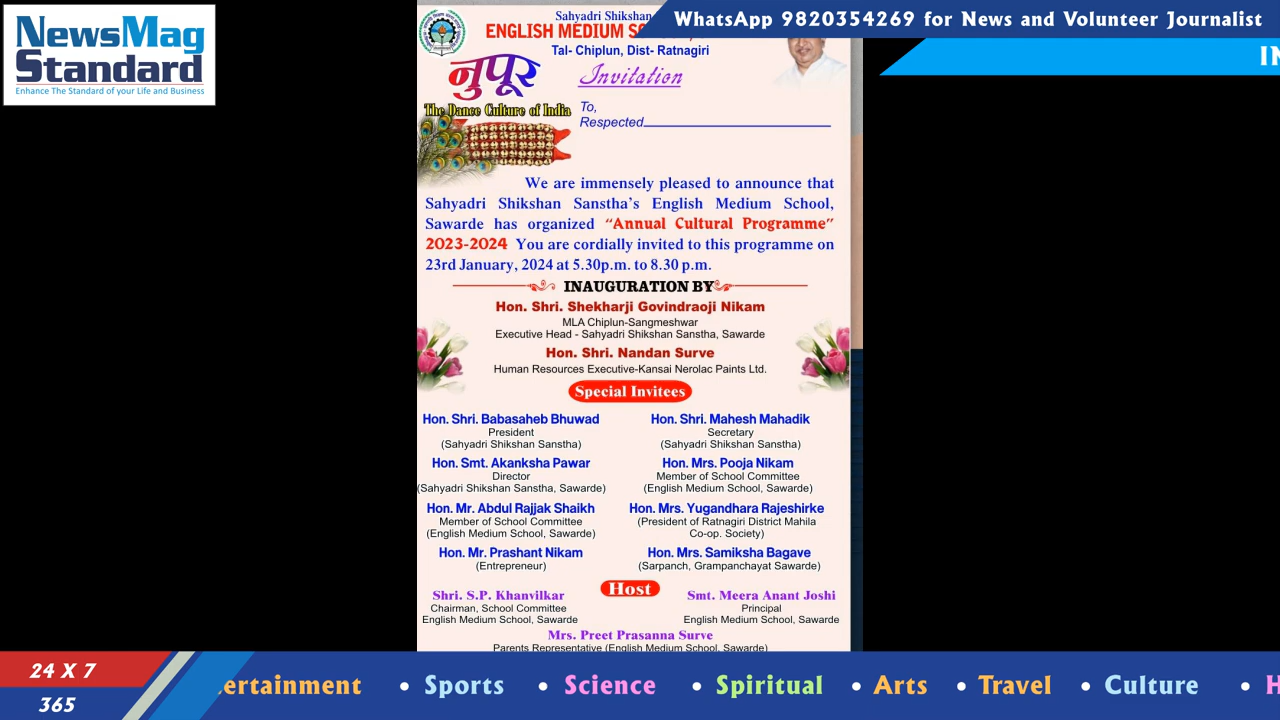 NewsMag
Standard
Enhance The Standard of your Life and Business
WhatsApp 9820354269 for News and Volunteer Journalist
Sahyadri Shikshan
ENGLISH MEDIUM
Tal- Chiplun, Dist- Ratnagiri
नुपूर
Invitation
The Dance Culture of India
To,
Respected
We are immensely pleased to announce that
Sahyadri Shikshan Sanstha's English Medium School,
Sawarde has organized "Annual Cultural Programme"
2023-2024 You are cordially invited to this programme on
23rd January, 2024 at 5.30p.m. to 8.30 p.m.
INAUGURATION BY
Hon. Shri. Shekharji Govindraoji Nikam
MLA Chiplun-Sangmeshwar
Executive Head - Sahyadri Shikshan Sanstha, Sawarde
Hon. Shri. Nandan Surve
Human Resources Executive-Kansai Nerolac Paints Ltd.
Special Invitees
Hon. Shri. Babasaheb Bhuwad
President
(Sahyadri Shikshan Sanstha)
Hon. Shri. Mahesh Mahadik
Secretary
(Sahyadri Shikshan Sanstha)
Hon. Smt. Akanksha Pawar
Director
(Sahyadri Shikshan Sanstha, Sawarde)
Hon. Mrs. Pooja Nikam
Member of School Committee
(English Medium School, Sawarde)
Hon. Mr. Abdul Rajjak Shaikh
Member of School Committee
(English Medium School, Sawarde)
Hon. Mrs. Yugandhara Rajeshirke
(President of Ratnagiri District Mahila
Co-op. Society)
Hon. Mr. Prashant Nikam
(Entrepreneur)
Hon. Mrs. Samiksha Bagave
(Sarpanch, Grampanchayat Sawarde)
Host
Shri. S.P. Khanvilkar
Chairman, School Committee
English Medium School, Sawarde
Smt. Meera Anant Joshi
Principal
English Medium School, Sawarde
Mrs. Preet Prasanna Surve
Parents Representative (English Medium School, Sawarde)
24 X 7
365
ertainment • Sports • Science • Spiritual • Arts • Travel • Culture •